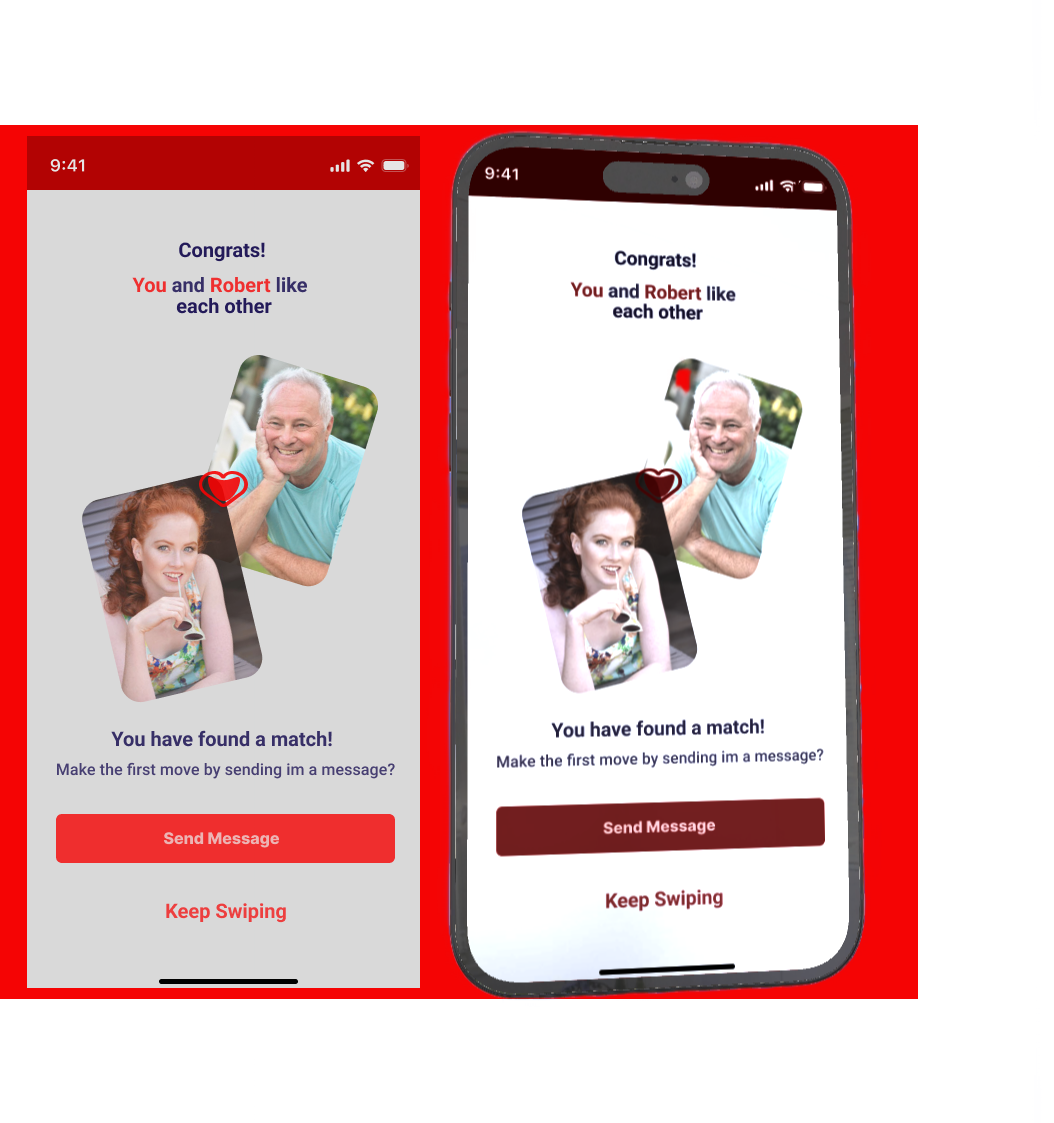 9:41
Congrats!
You and Robert like
each other
You have found a match!
Make the first move by sending im a message?
Send Message
Keep Swiping
9:41
Congrats!
You and Robert like
each other
You have found a match!
Make the first move by sending im a message?
Send Message
Keep Swiping